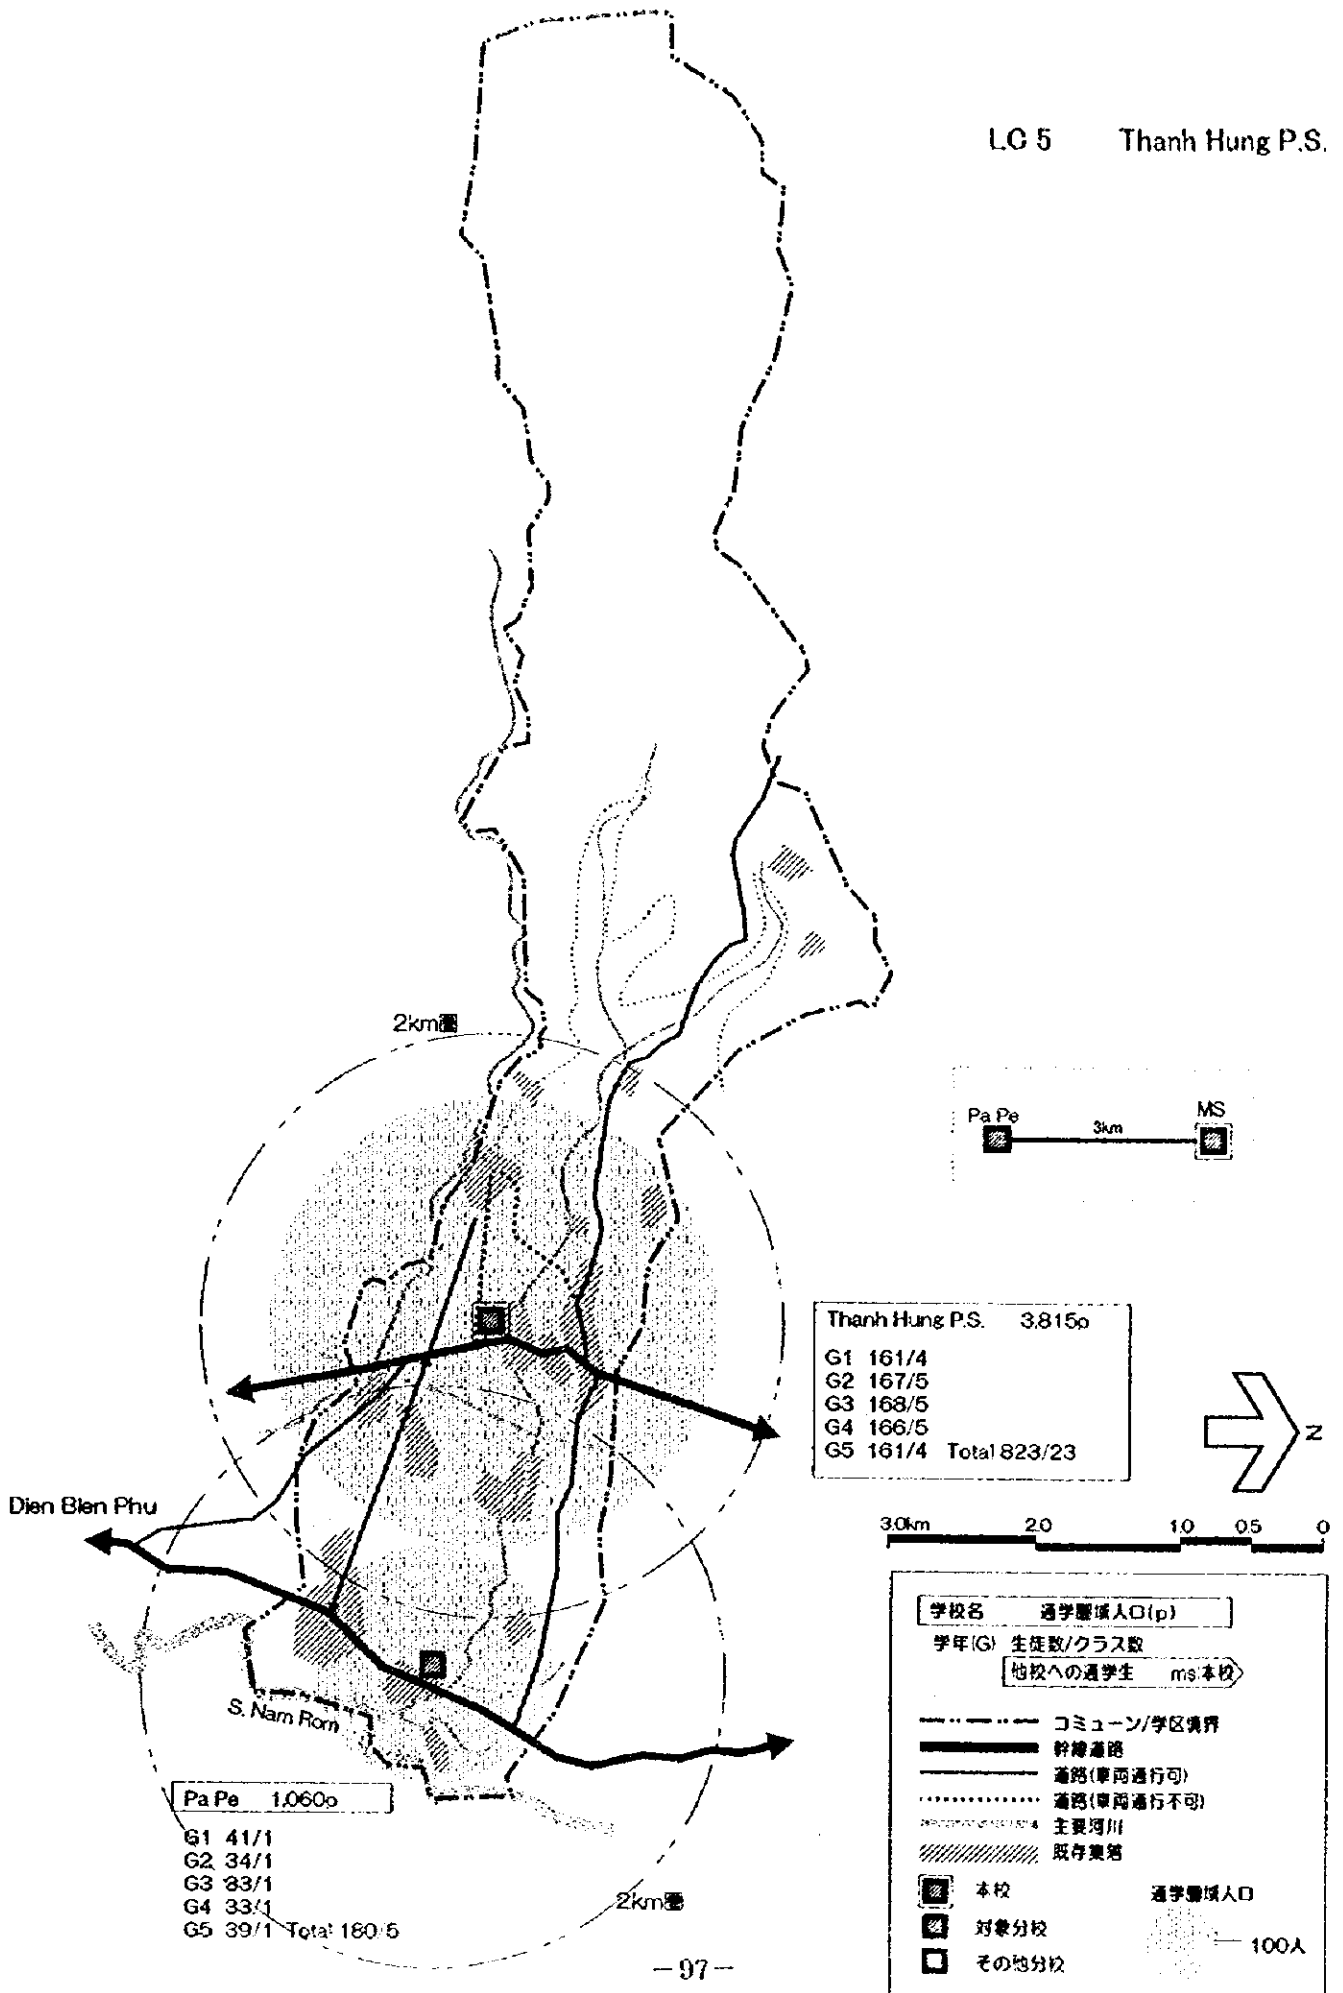 LC 5 Thanh Hung P.S.
2km圏
Pa Pe
3km
MS
Thanh Hung P.S. 3,815p
G1 161/4
G2 167/5
G3 168/5
G4 166/5
G5 161/4 Total 823/23
N
Dien Bien Phu
3.0km 2.0 1.0 0.5 0
学校名 通学圏域人口(p)
学年(G) 生徒数/クラス数
他校への通学生 ms:本校
コミューン/学区境界
幹線道路
道路(車両通行可)
道路(車両通行不可)
主要河川
既存集落
本校
対象分校
その他分校
通学圏域人口
100人
S. Nam Rom
Pa Pe 1,060p
G1 41/1
G2 34/1
G3 33/1
G4 33/1
G5 39/1 Total 180/5
2km圏
－97－